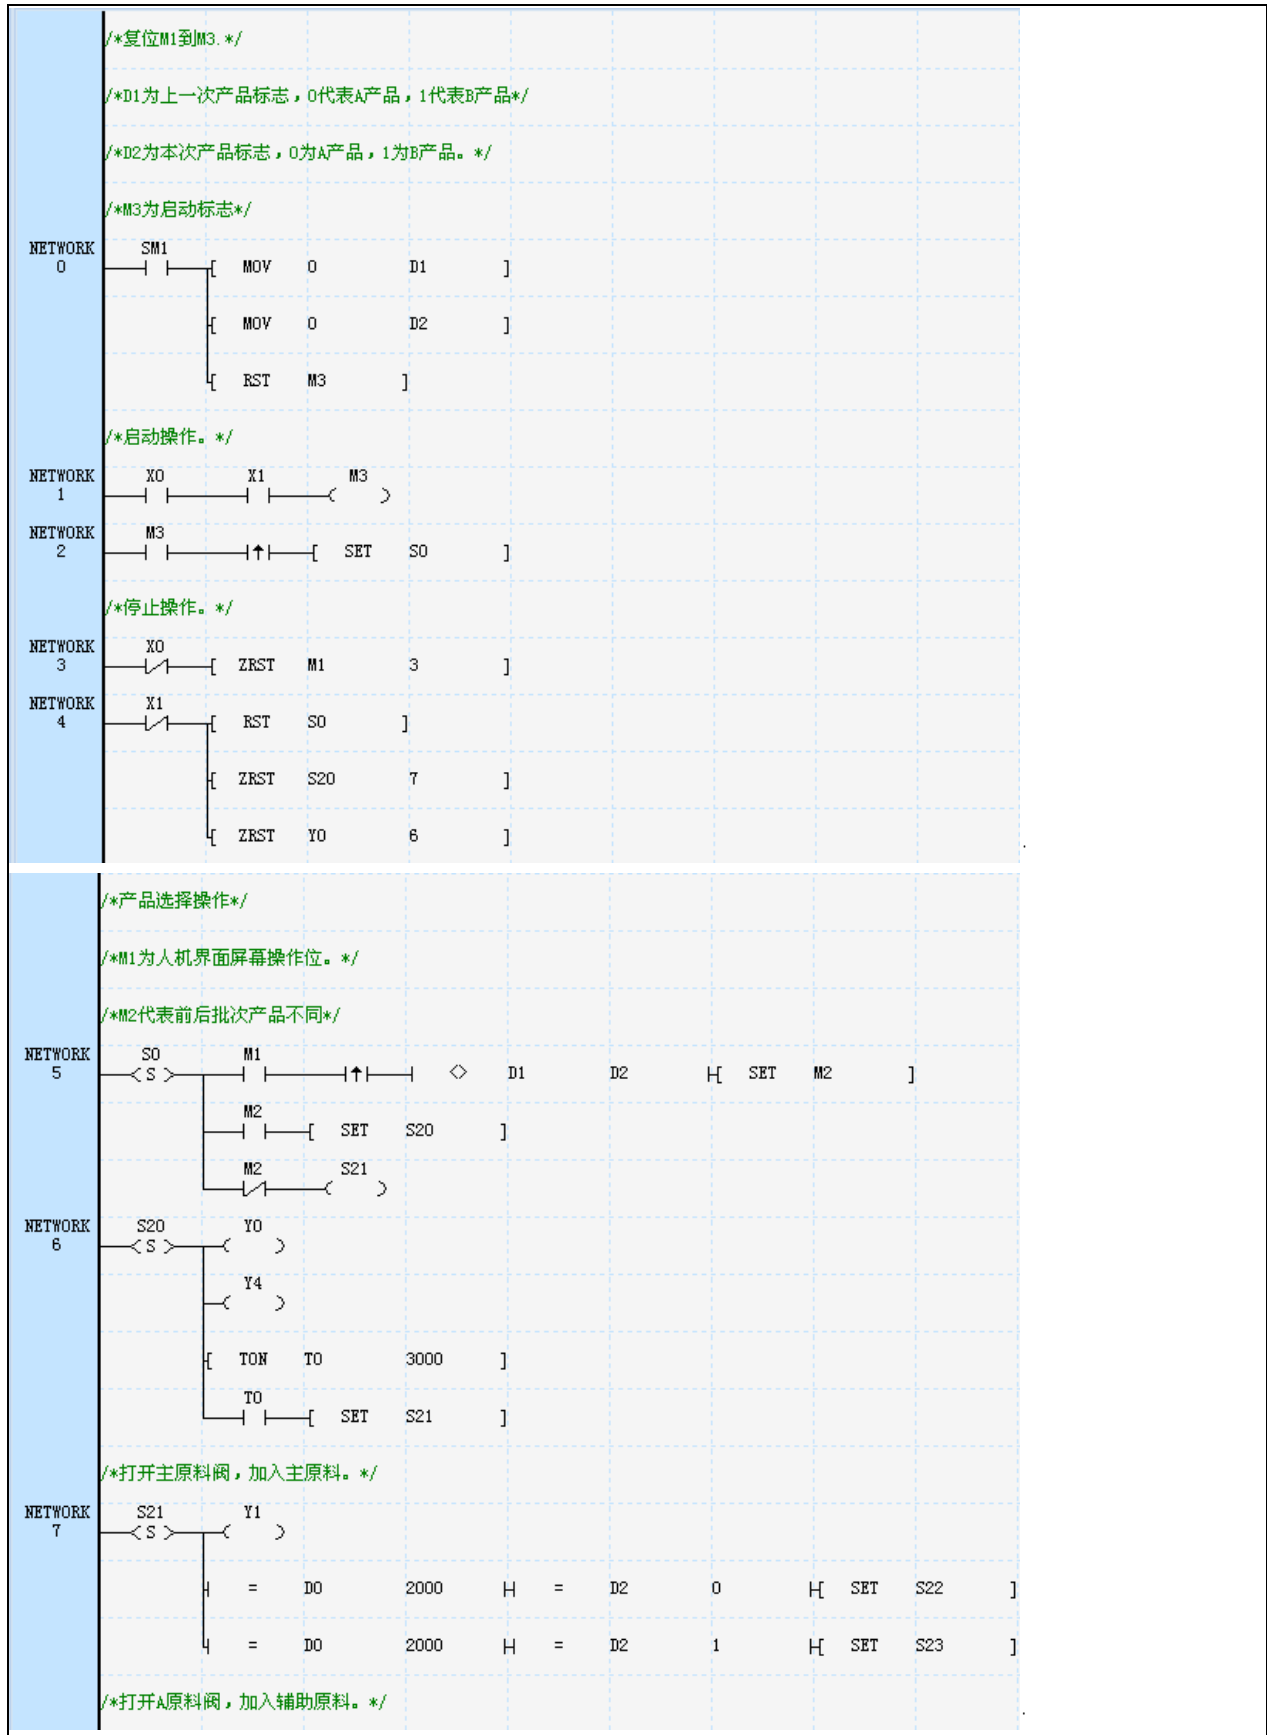 /*复位M1到M3.*/
/*D1为上一次产品标志，0代表A产品，1代表B产品*/
/*D2为本次产品标志，0为A产品，1为B产品。*/
/*M3为启动标志*/
NETWORK 0 SM1 [ MOV 0 D1 ]
[ MOV 0 D2 ]
[ RST M3 ]
/*启动操作。*/
NETWORK 1 X0 X1 M3
NETWORK 2 M3 [ SET S0 ]
/*停止操作。*/
NETWORK 3 X0 [ ZRST M1 3 ]
NETWORK 4 X1 [ RST S0 ]
[ ZRST S20 7 ]
[ ZRST Y0 6 ]
/*产品选择操作*/
/*M1为人机界面屏幕操作位。*/
/*M2代表前后批次产品不同*/
NETWORK 5 S0 S M1 <> D1 D2 [ SET M2 ]
M2 [ SET S20 ]
M2 S21
NETWORK 6 S20 S Y0
Y4
[ TON T0 3000 ]
T0 [ SET S21 ]
/*打开主原料阀，加入主原料。*/
NETWORK 7 S21 S Y1
= D0 2000 = D2 0 [ SET S22 ]
= D0 2000 = D2 1 [ SET S23 ]
/*打开A原料阀，加入辅助原料。*/